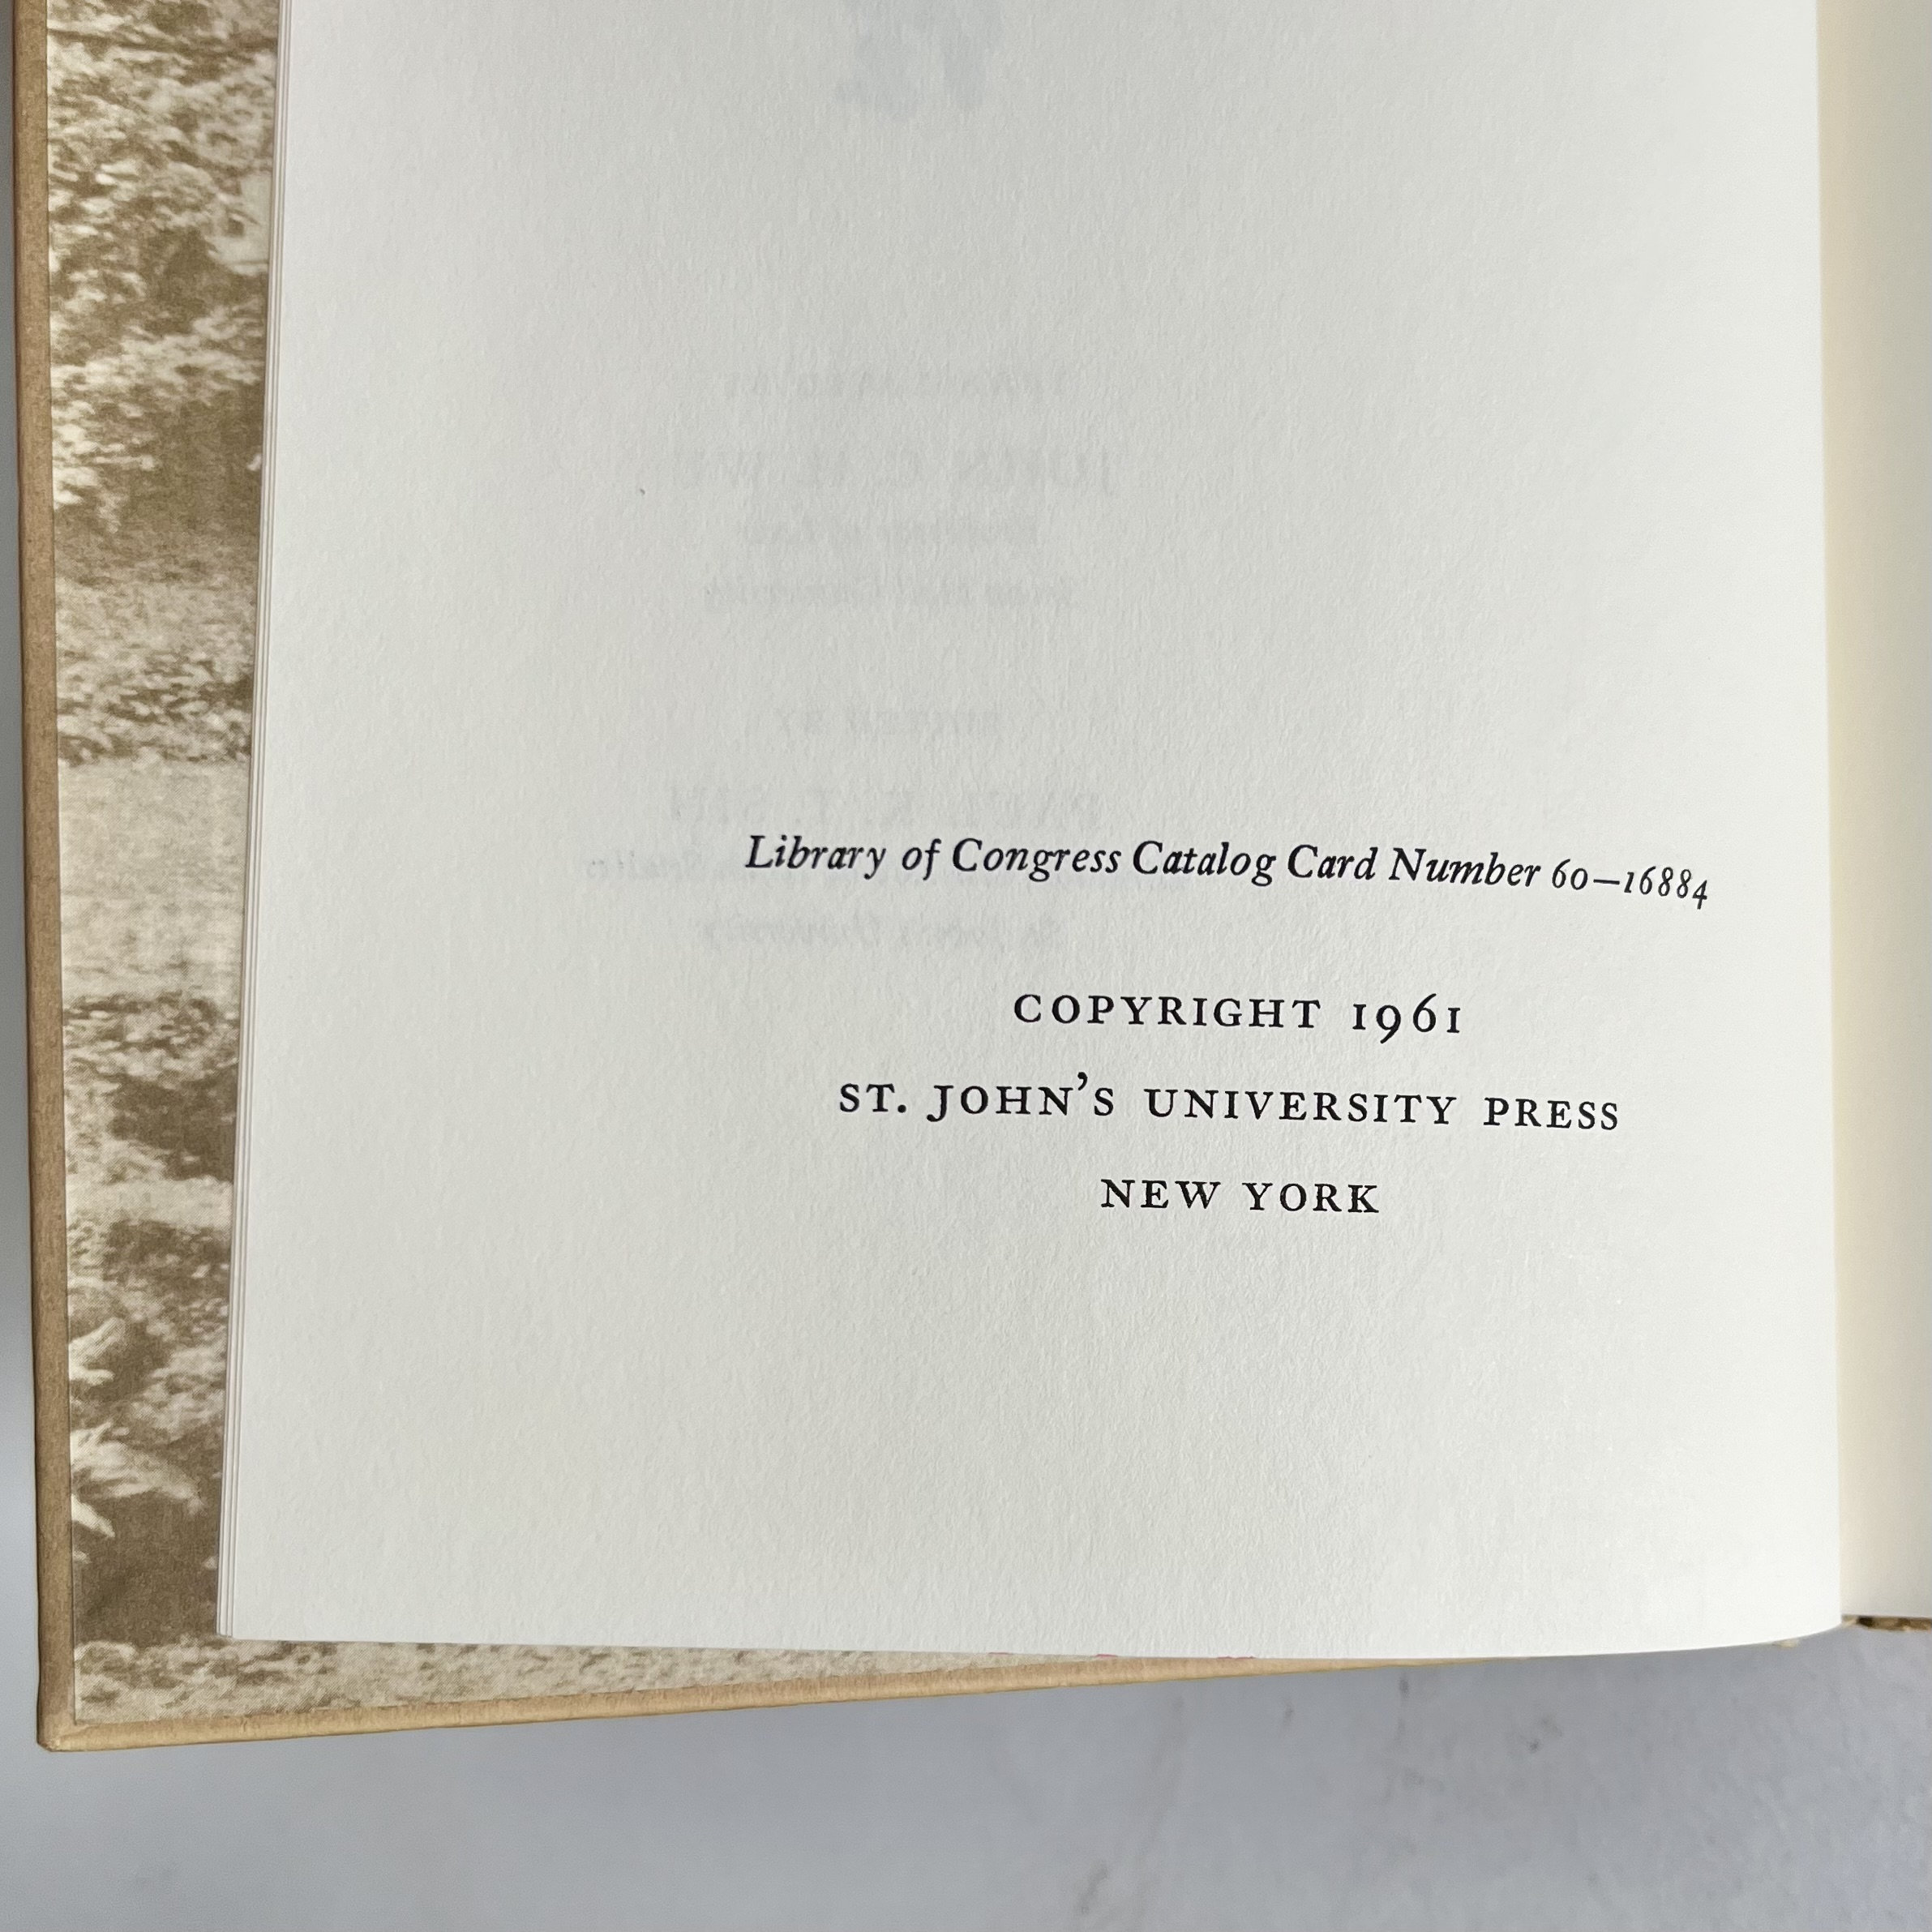 Library of Congress Catalog Card Number 60–16884
COPYRIGHT 1961
ST. JOHN'S UNIVERSITY PRESS
NEW YORK